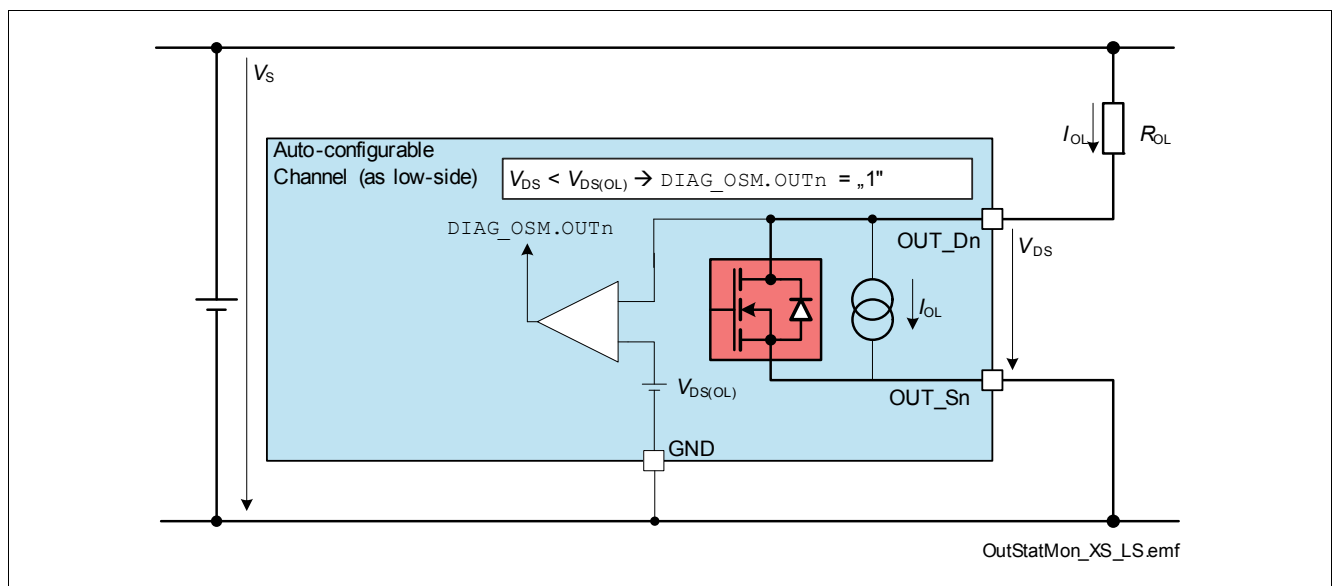 VS
Auto-configurable
Channel (as low-side)
VDS < VDS(OL) → DIAG_OSM.OUTn = „1"
IOL
ROL
DIAG_OSM.OUTn
OUT_Dn
VDS
IOL
VDS(OL)
OUT_Sn
GND
OutStatMon_XS_LS.emf